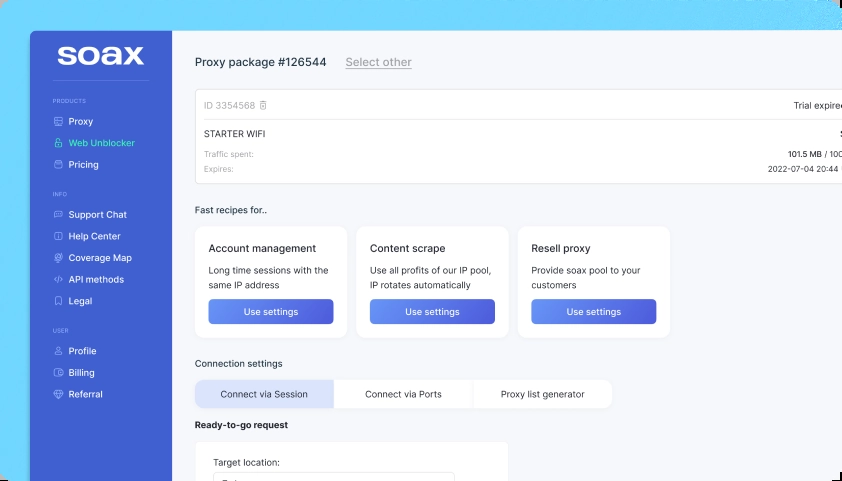 soax
PRODUCTS
Proxy
Web Unblocker
Pricing
INFO
Support Chat
Help Center
Coverage Map
API methods
Legal
USER
Profile
Billing
Referral
Proxy package #126544 Select other
ID 3354568 Trial expired
STARTER WIFI
Traffic spent: 101.5 MB / 100
Expires: 2022-07-04 20:44
Fast recipes for..
Account management
Long time sessions with the
same IP address
Use settings
Content scrape
Use all profits of our IP pool,
IP rotates automatically
Use settings
Resell proxy
Provide soax pool to your
customers
Use settings
Connection settings
Connect via Session Connect via Ports Proxy list generator
Ready-to-go request
Target location: